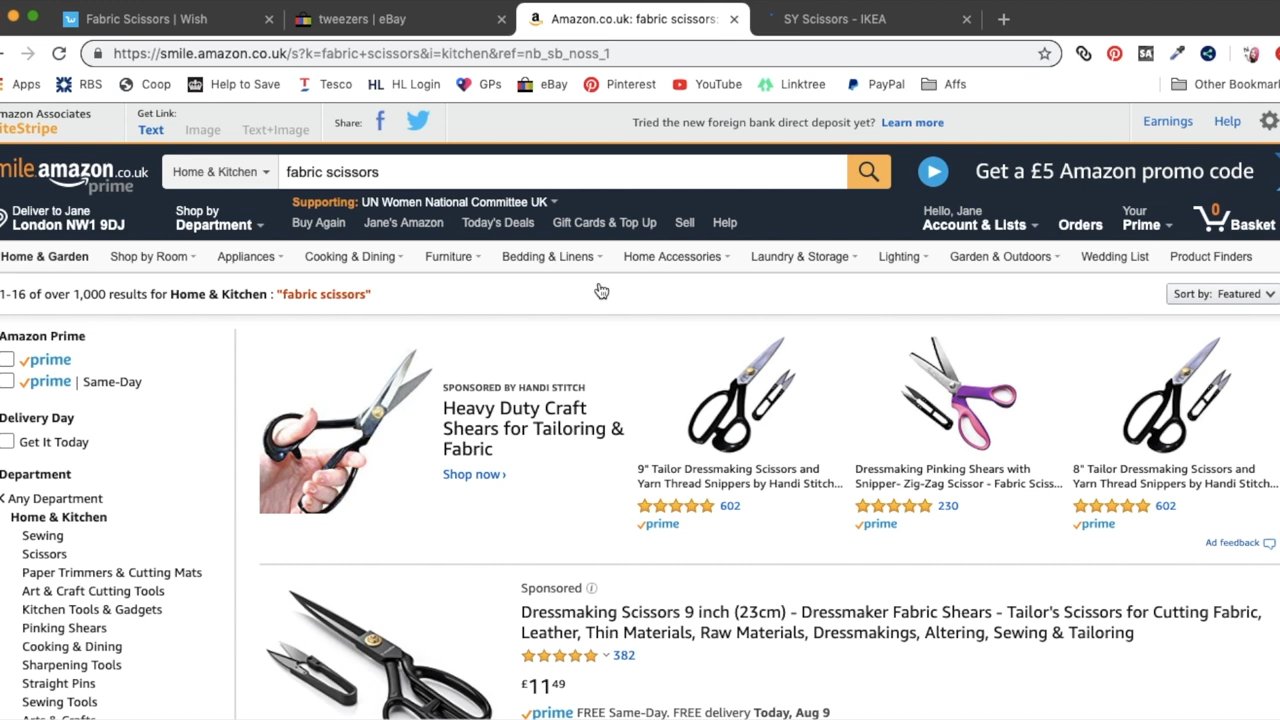 Fabric Scissors | Wish
tweezers | eBay
Amazon.co.uk: fabric scissors:
SY Scissors - IKEA
https://smile.amazon.co.uk/s?k=fabric+scissors&i=kitchen&ref=nb_sb_noss_1
Apps RBS Coop Help to Save Tesco HL Login GPs eBay Pinterest YouTube Linktree PayPal Affs Other Bookmar
mazon Associates
iteStripe
Get Link:
Text Image Text+Image
Share:
Tried the new foreign bank direct deposit yet? Learn more
Earnings Help
mile.amazon.co.uk
prime
Home & Kitchen
fabric scissors
Get a £5 Amazon promo code
Deliver to Jane
London NW1 9DJ
Shop by
Department
Supporting: UN Women National Committee UK
Buy Again Jane's Amazon Today's Deals Gift Cards & Top Up Sell Help
Hello, Jane
Account & Lists
Orders
Your
Prime
0
Basket
Home & Garden Shop by Room Appliances Cooking & Dining Furniture Bedding & Linens Home Accessories Laundry & Storage Lighting Garden & Outdoors Wedding List Product Finders
1-16 of over 1,000 results for Home & Kitchen : "fabric scissors"
Sort by: Featured
Amazon Prime
prime
prime | Same-Day
Delivery Day
Get It Today
Department
Any Department
Home & Kitchen
Sewing
Scissors
Paper Trimmers & Cutting Mats
Art & Craft Cutting Tools
Kitchen Tools & Gadgets
Pinking Shears
Cooking & Dining
Sharpening Tools
Straight Pins
Sewing Tools
Arts & Crafts
SPONSORED BY HANDI STITCH
Heavy Duty Craft
Shears for Tailoring &
Fabric
Shop now ›
9" Tailor Dressmaking Scissors and
Yarn Thread Snippers by Handi Stitch...
602
prime
Dressmaking Pinking Shears with
Snipper- Zig-Zag Scissor - Fabric Sciss...
230
prime
8" Tailor Dressmaking Scissors and
Yarn Thread Snippers by Handi Stitch...
602
prime
Ad feedback
Sponsored
Dressmaking Scissors 9 inch (23cm) - Dressmaker Fabric Shears - Tailor's Scissors for Cutting Fabric,
Leather, Thin Materials, Raw Materials, Dressmakings, Altering, Sewing & Tailoring
382
£11 49
prime FREE Same-Day. FREE delivery Today, Aug 9